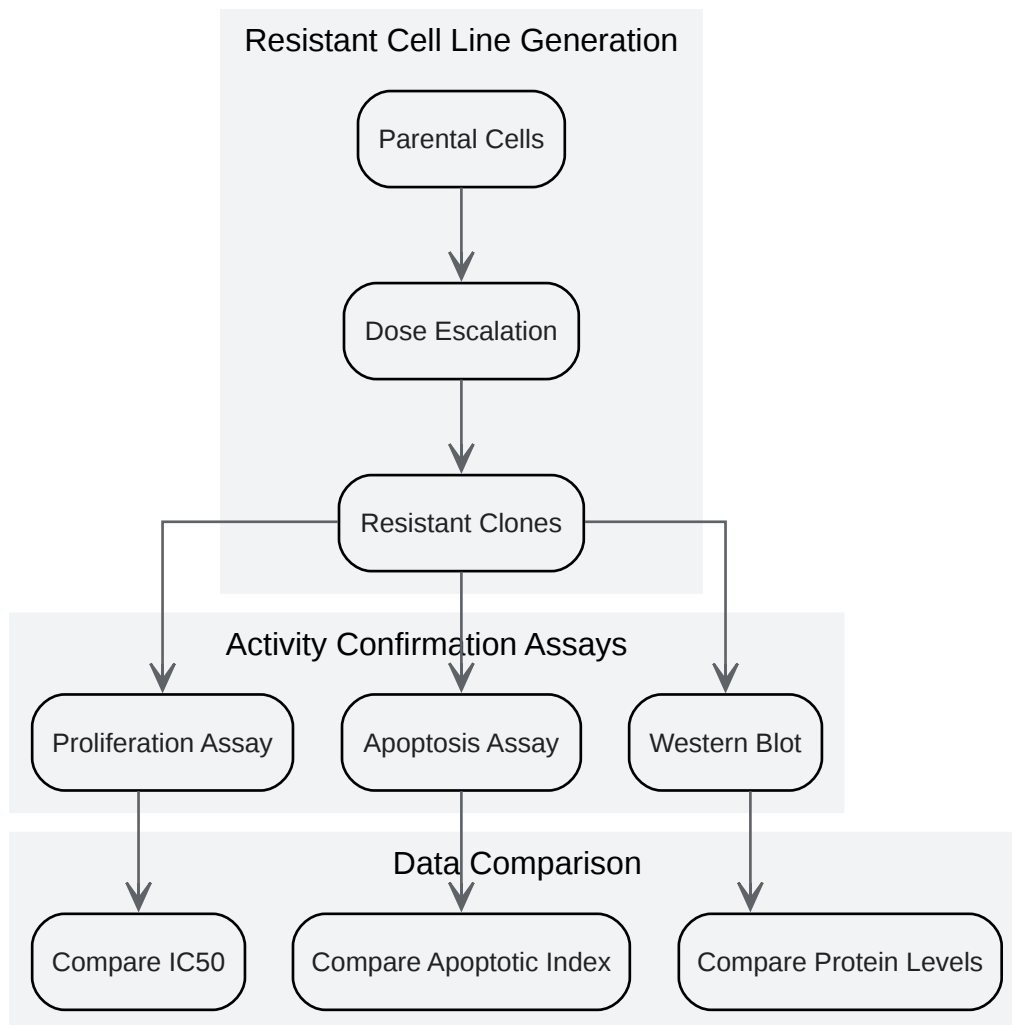 Resistant Cell Line Generation
Parental Cells
Dose Escalation
Resistant Clones
Activity Confirmation Assays
Proliferation Assay
Apoptosis Assay
Western Blot
Data Comparison
Compare IC50
Compare Apoptotic Index
Compare Protein Levels